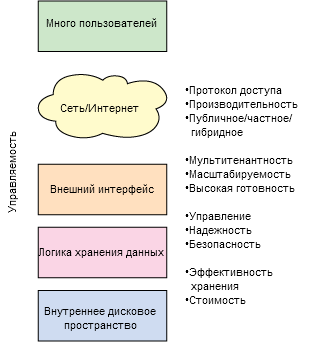 Много пользователей
Сеть/Интернет
•Протокол доступа
•Производительность
•Публичное/частное/
гибридное
Управляемость
Внешний интерфейс
•Мультитенантность
•Масштабируемость
•Высокая готовность
Логика хранения данных
•Управление
•Надежность
•Безопасность
Внутреннее дисковое
пространство
•Эффективность
хранения
•Стоимость